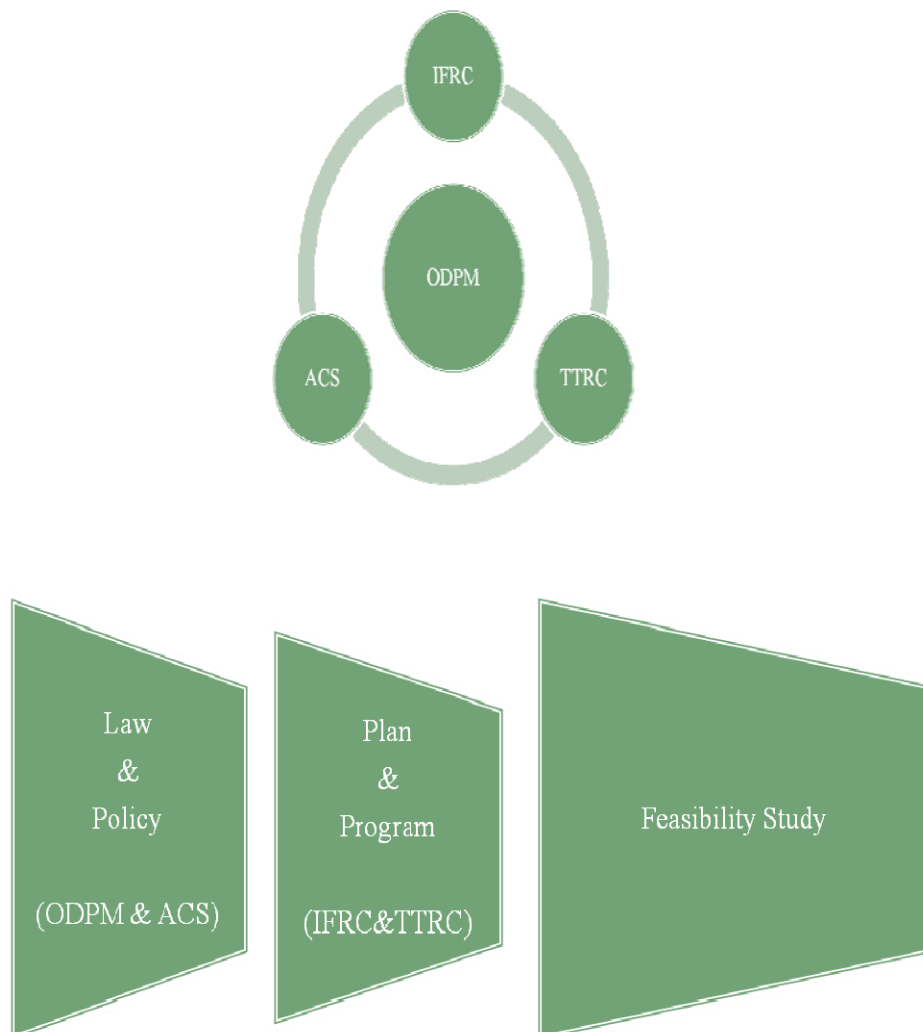 IFRC
ODPM
ACS
TTRC
Law
&
Policy
(ODPM & ACS)
Plan
&
Program
(IFRC&TTRC)
Feasibility Study